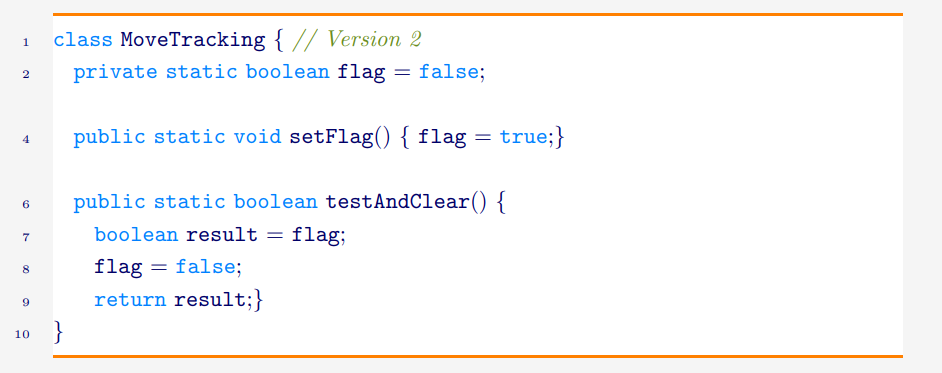 1 class MoveTracking { // Version 2
2 private static boolean flag = false;
4 public static void setFlag() { flag = true;}
6 public static boolean testAndClear() {
7 boolean result = flag;
8 flag = false;
9 return result;}
10 }